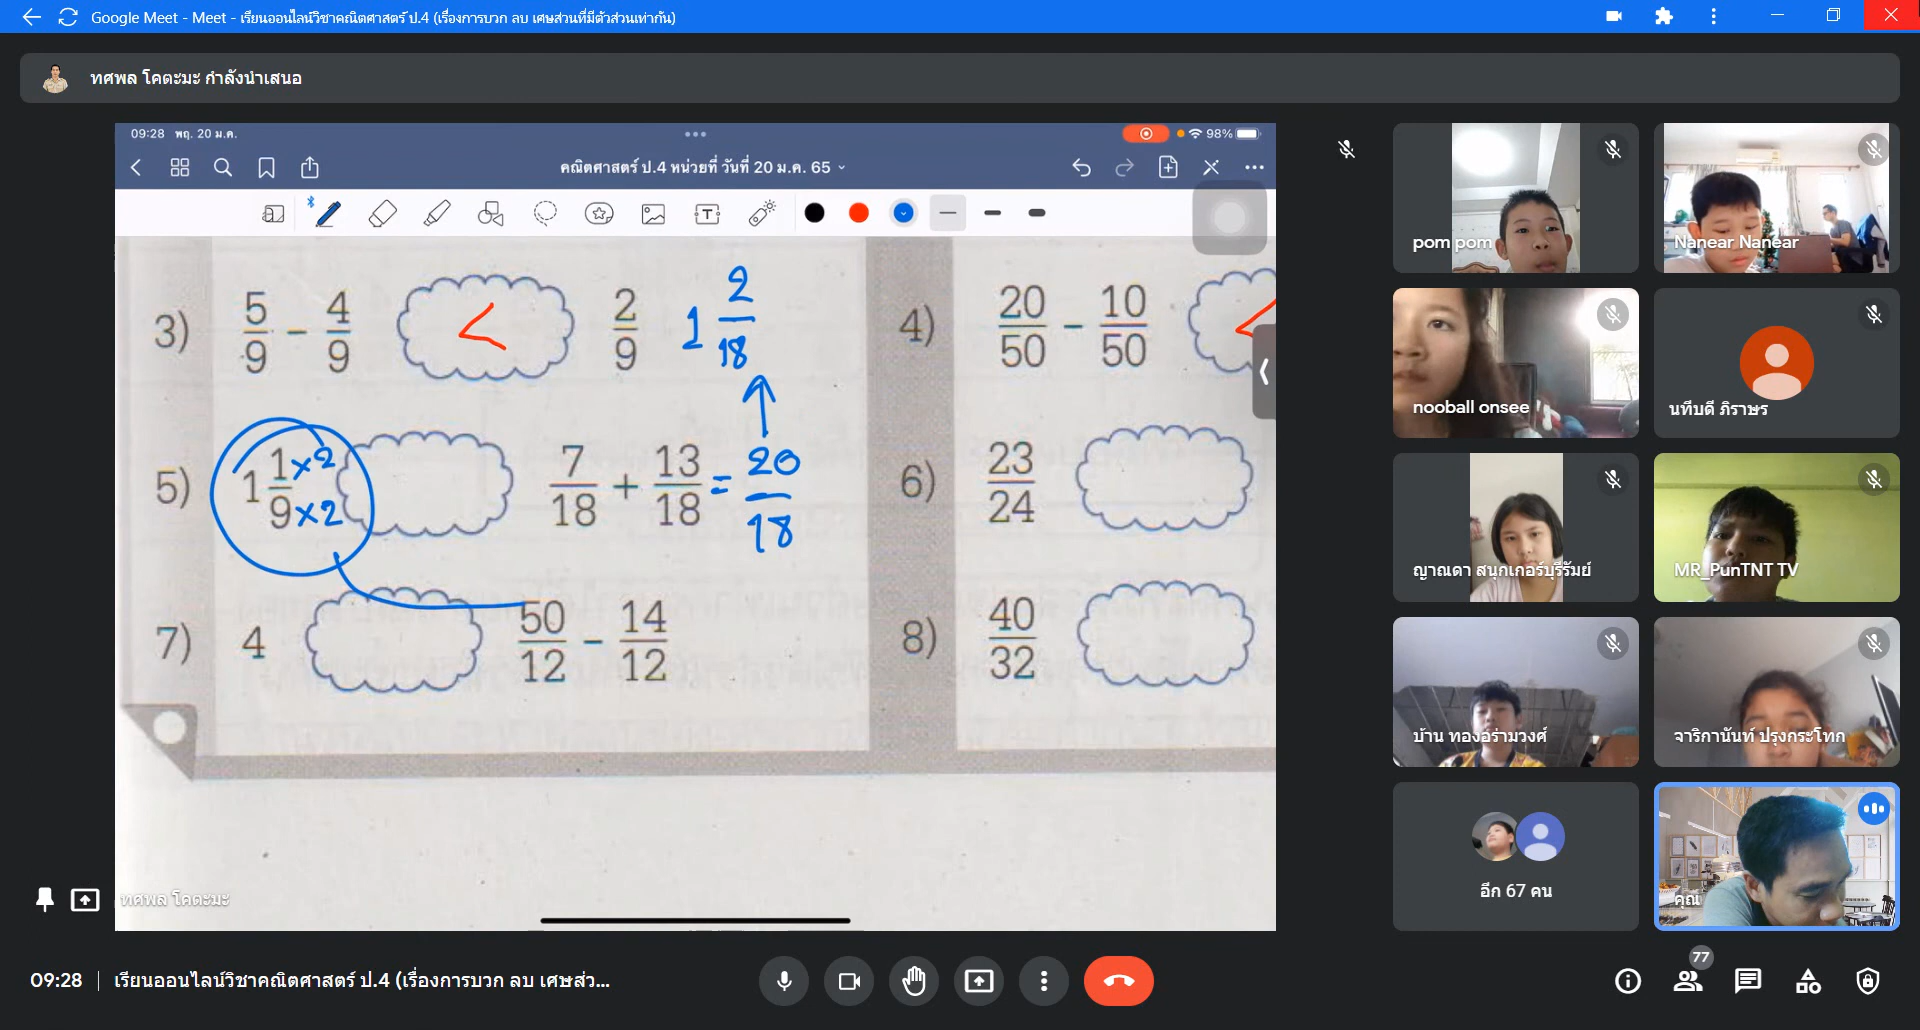 Google Meet - Meet - เรียนออนไลน์วิชาคณิตศาสตร์ ป.4 (เรื่องการบวก ลบ เศษส่วนที่มีตัวส่วนเท่ากัน)
ทศพล โคตะมะ กำลังนำเสนอ
09:28 พฤ. 20 ม.ค.
98%
คณิตศาสตร์ ป.4 หน่วยที่ วันที่ 20 ม.ค. 65
3) 5/9 - 4/9 < 2/9 1 2/18
4) 20/50 - 10/50 <
5) 1 1/9 ×2 ×2 7/18 + 13/18 = 20/18
6) 23/24
7) 4 50/12 - 14/12
8) 40/32
ทศพล โคตะมะ
pom pom
Nanear Nanear
nooball onsee
นทีบดี ภิราษร
ญาณดา สนุกเกอร์บุรีรัมย์
MR_PunTNT TV
บ้าน ทองอร่ามวงศ์
จาริกานันท์ ปรุงกระโทก
อีก 67 คน
คุณ
09:28 | เรียนออนไลน์วิชาคณิตศาสตร์ ป.4 (เรื่องการบวก ลบ เศษส่ว...
77